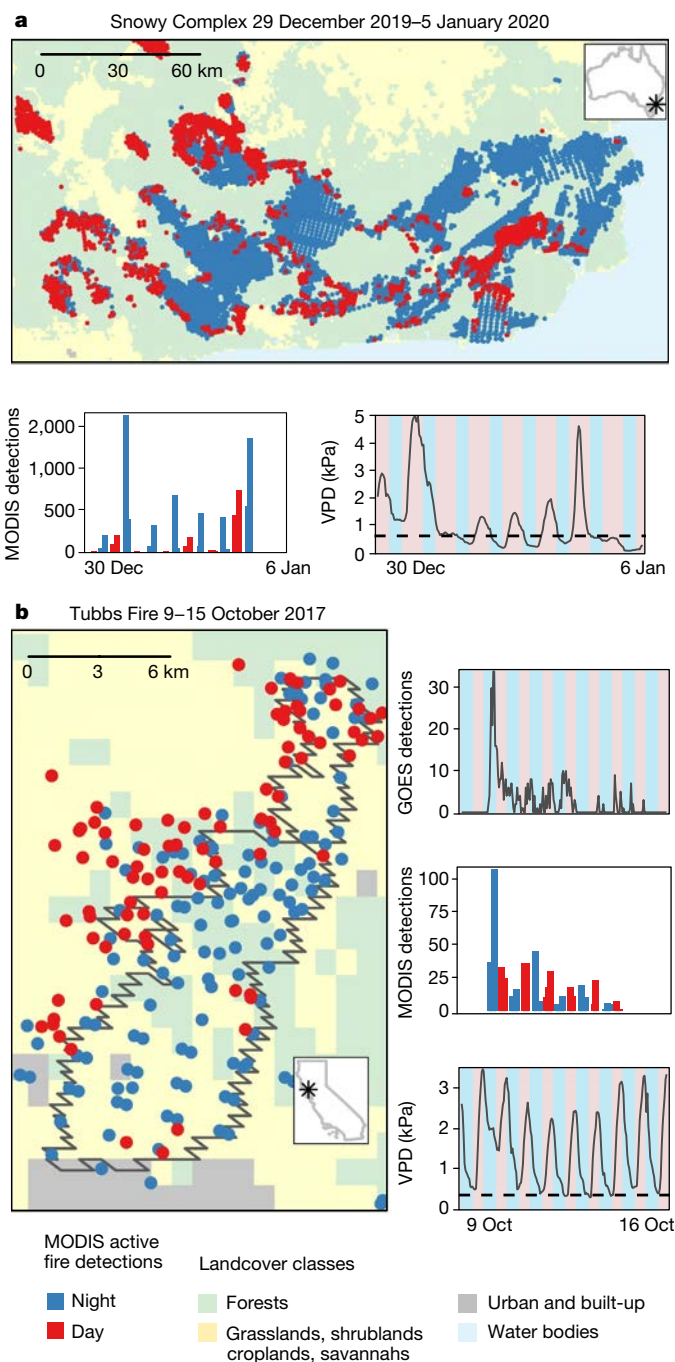 a Snowy Complex 29 December 2019–5 January 2020
0 30 60 km
MODIS detections
2,000
1,000
500
0
30 Dec 6 Jan
VPD (kPa)
5
4
3
2
1
0
30 Dec 6 Jan
b Tubbs Fire 9–15 October 2017
0 3 6 km
GOES detections
30
20
10
0
MODIS detections
100
75
50
25
0
VPD (kPa)
3
2
1
0
9 Oct 16 Oct
MODIS active
fire detections
Night
Day
Landcover classes
Forests
Grasslands, shrublands
croplands, savannahs
Urban and built-up
Water bodies